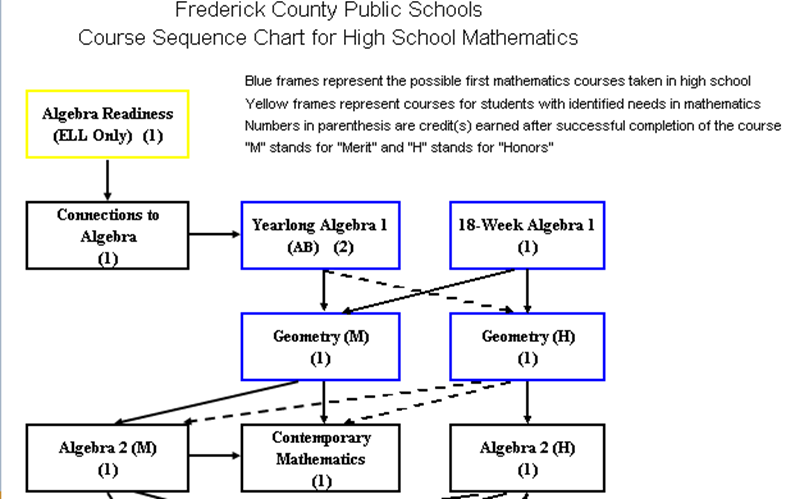 Frederick County Public Schools
Course Sequence Chart for High School Mathematics
Blue frames represent the possible first mathematics courses taken in high school
Yellow frames represent courses for students with identified needs in mathematics
Numbers in parenthesis are credit(s) earned after successful completion of the course
"M" stands for "Merit" and "H" stands for "Honors"
Algebra Readiness
(ELL Only) (1)
Connections to
Algebra
(1)
Yearlong Algebra 1
(AB) (2)
18-Week Algebra 1
(1)
Geometry (M)
(1)
Geometry (H)
(1)
Algebra 2 (M)
(1)
Contemporary
Mathematics
(1)
Algebra 2 (H)
(1)